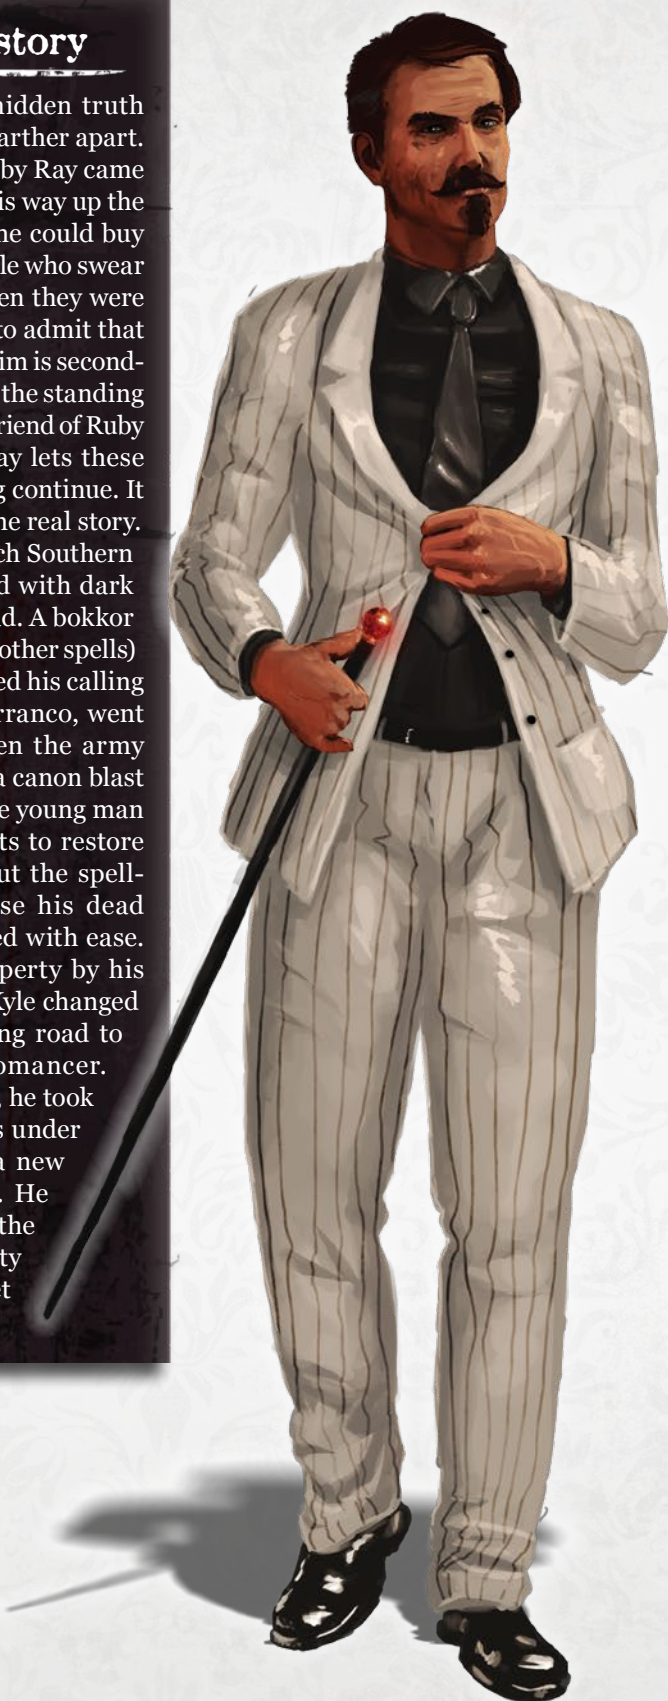 story
hidden truth
arther apart.
by Ray came
is way up the
he could buy
le who swear
en they were
to admit that
im is second-
the standing
riend of Ruby
ay lets these
g continue. It
he real story.
ch Southern
d with dark
d. A bokkor
other spells)
ed his calling
rranco, went
en the army
a canon blast
e young man
ts to restore
ut the spell-
se his dead
ed with ease.
perty by his
Kyle changed
ng road to
omancer.
, he took
s under
a new
. He
the
ty
et